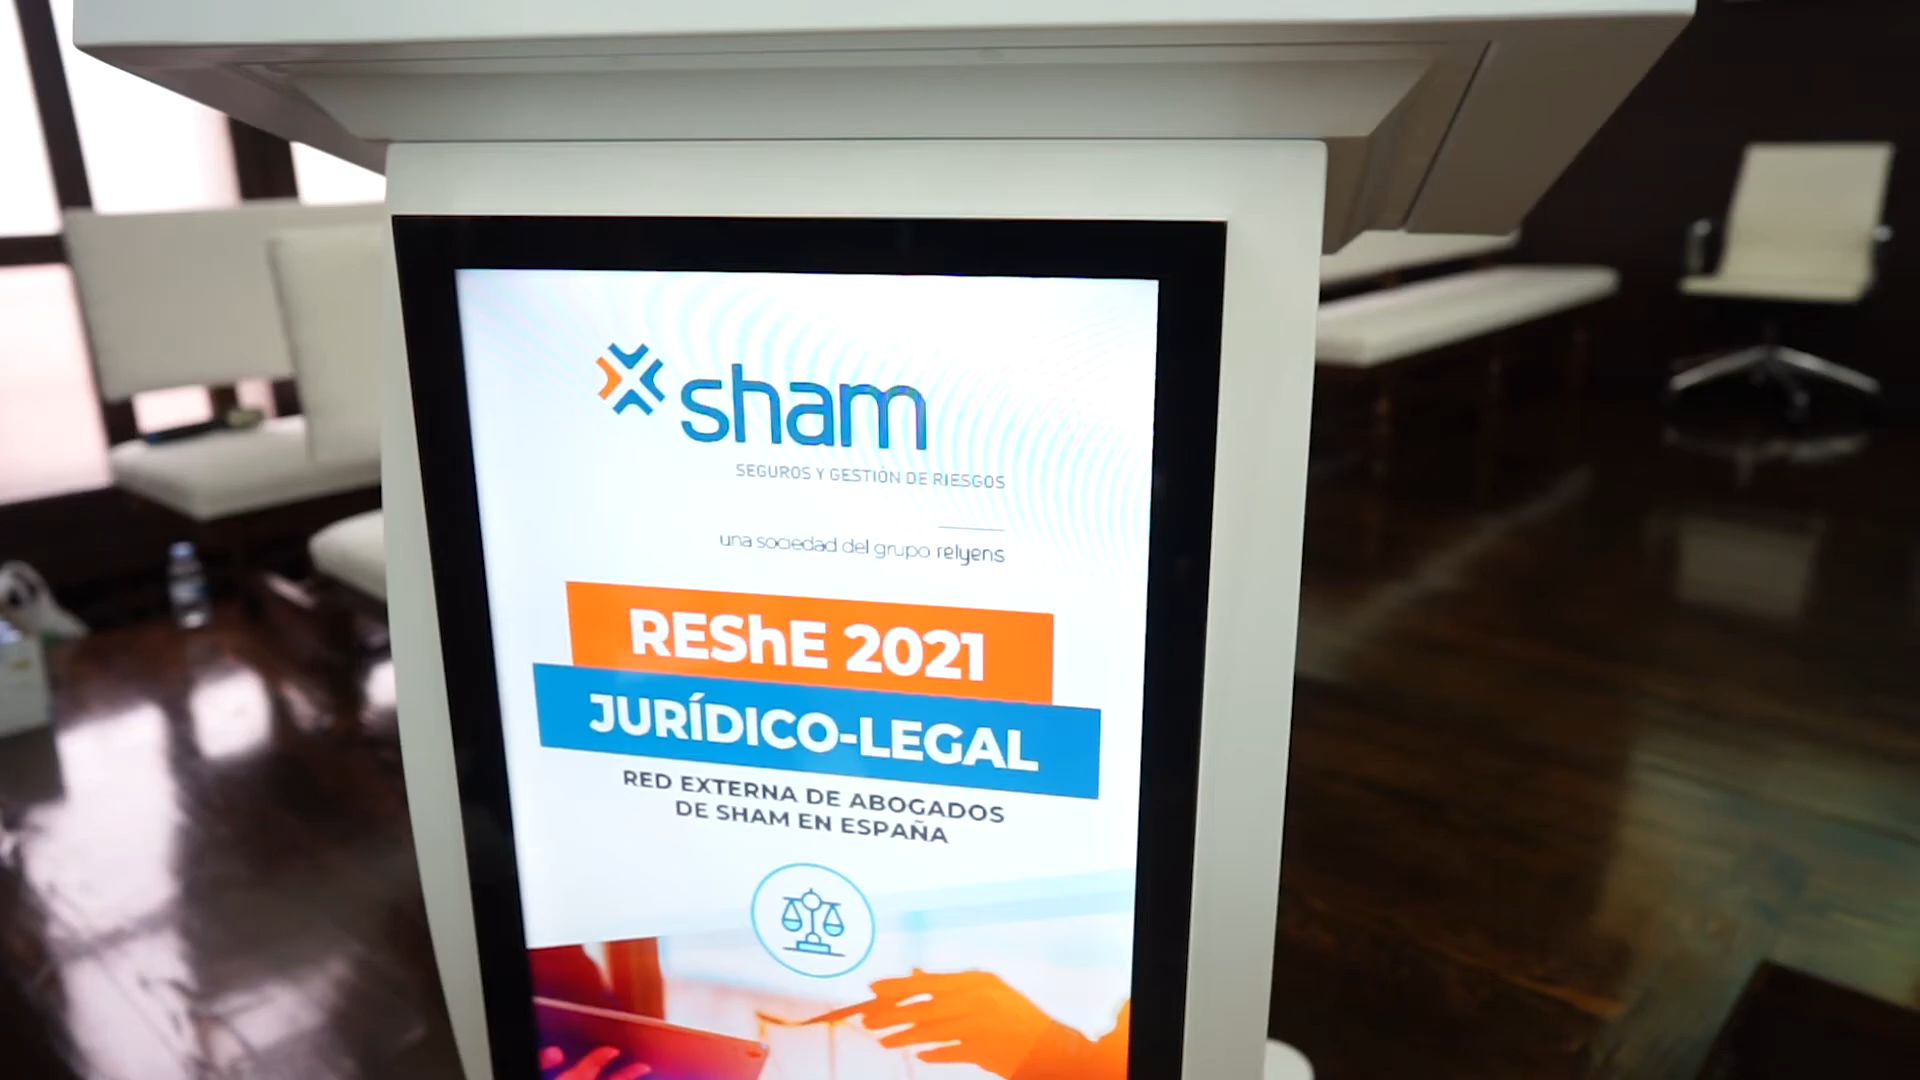 sham
SEGUROS Y GESTIÓN DE RIESGOS
una sociedad del grupo relyens
REShE 2021
JURÍDICO-LEGAL
RED EXTERNA DE ABOGADOS
DE SHAM EN ESPAÑA